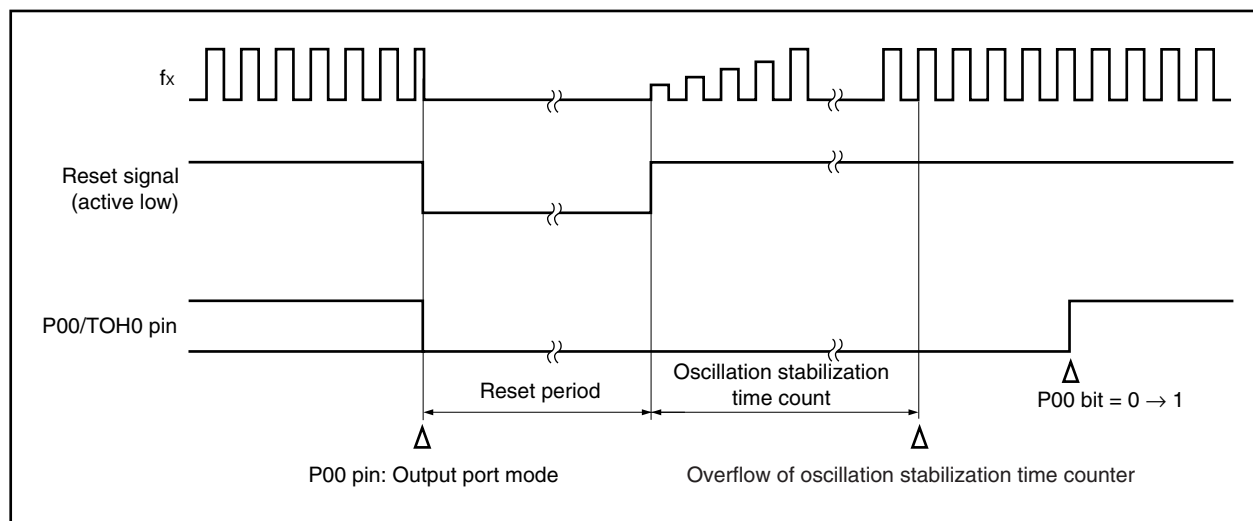 fx
Reset signal
(active low)
P00/TOH0 pin
Reset period
Oscillation stabilization
time count
P00 bit = 0 → 1
P00 pin: Output port mode
Overflow of oscillation stabilization time counter